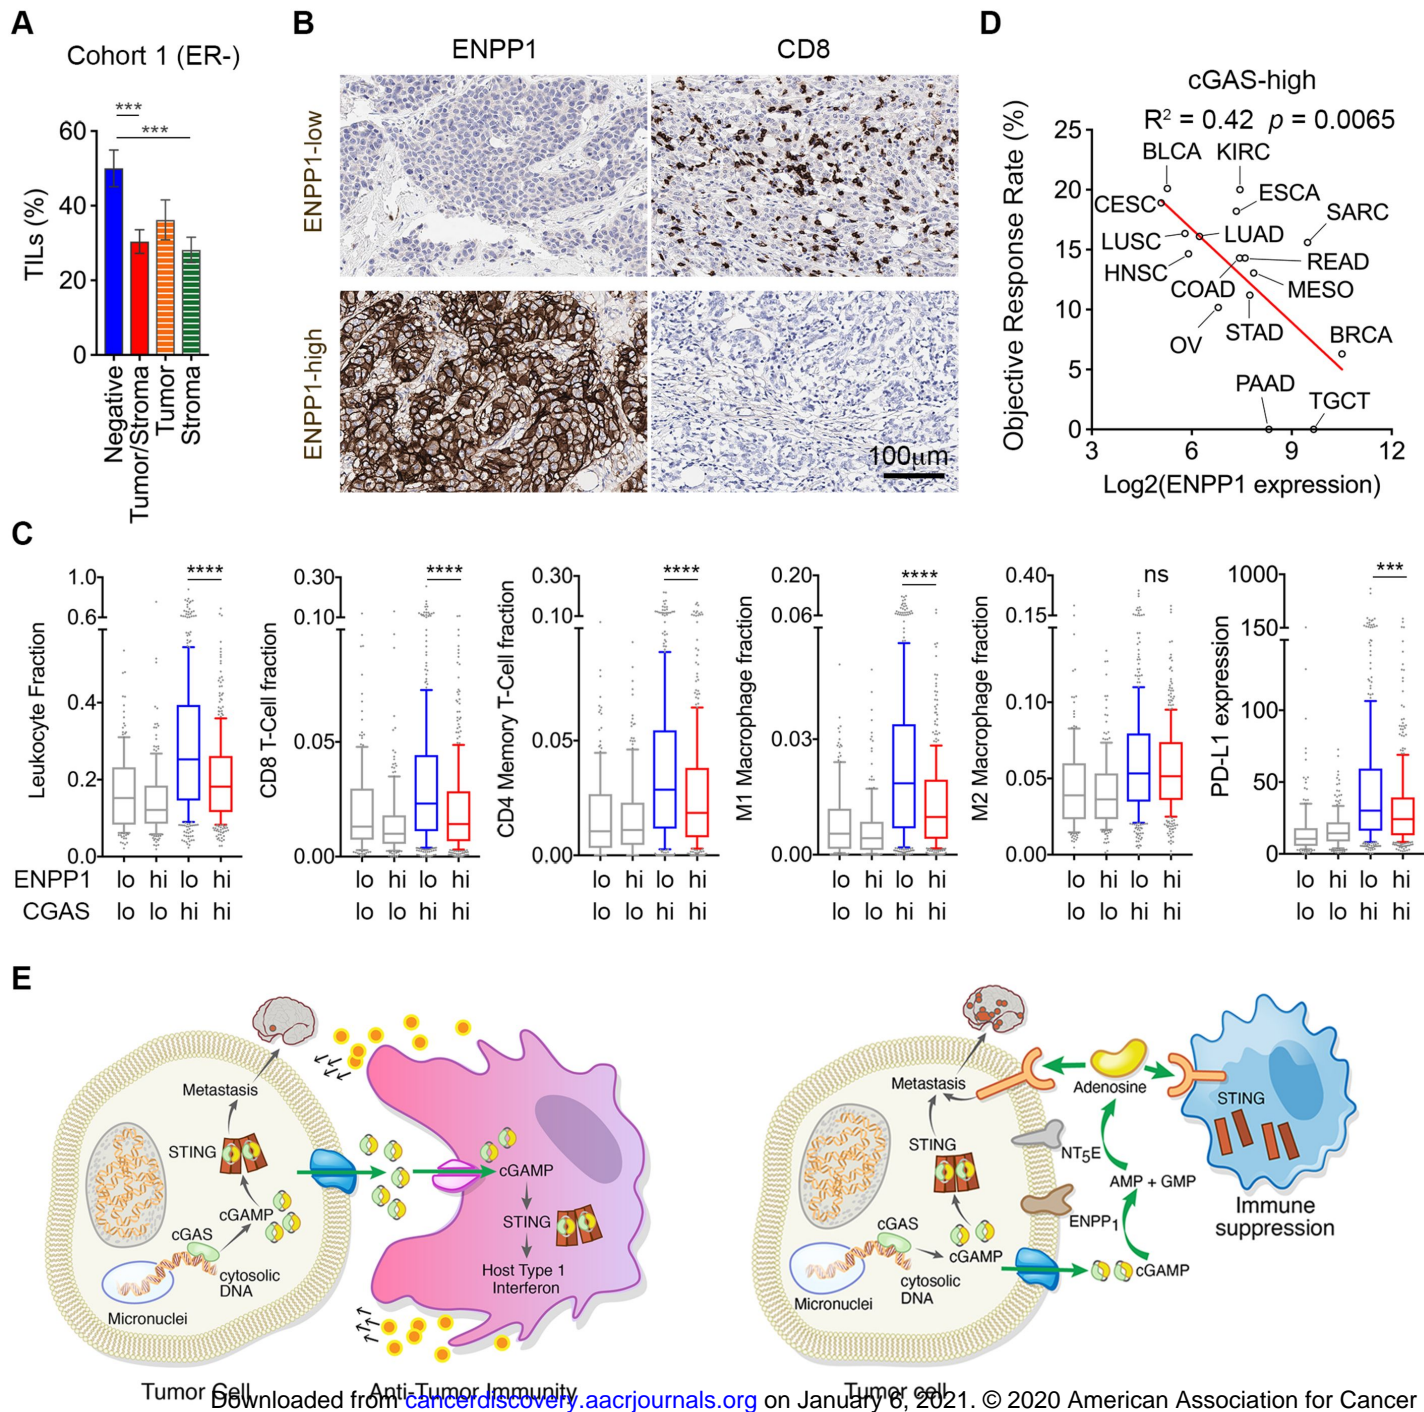 A
Cohort 1 (ER-)
***
***
60
40
20
0
TILs (%)
Negative
Tumor/Stroma
Tumor
Stroma
B
ENPP1
CD8
ENPP1-low
ENPP1-high
100μm
D
cGAS-high
R² = 0.42 p = 0.0065
Objective Response Rate (%)
25
20
15
10
5
0
BLCA
KIRC
CESC
ESCA
SARC
LUSC
LUAD
HNSC
READ
COAD
MESO
OV
STAD
BRCA
PAAD
TGCT
3
6
9
12
Log2(ENPP1 expression)
C
Leukocyte Fraction
1.0
0.6
0.4
0.2
0.0
****
CD8 T-Cell fraction
0.30
0.10
0.05
0.00
****
CD4 Memory T-Cell fraction
0.30
0.10
0.05
0.00
****
M1 Macrophage fraction
0.20
0.06
0.03
0.00
****
M2 Macrophage fraction
0.40
0.15
0.10
0.05
0.00
ns
PD-L1 expression
1000
150
100
50
0
***
ENPP1 lo hi lo hi lo hi lo hi lo hi lo hi lo hi lo hi lo hi lo hi lo hi lo hi
CGAS lo lo hi hi lo lo hi hi lo lo hi hi lo lo hi hi lo lo hi hi lo lo hi hi
E
Metastasis
STING
cGAMP
cGAS
cytosolic
DNA
Micronuclei
cGAMP
STING
Host Type 1
Interferon
Tumor Cell
Anti-Tumor Immunity
Metastasis
STING
cGAS
cGAMP
cytosolic
DNA
Micronuclei
Adenosine
NT5E
AMP + GMP
ENPP1
cGAMP
STING
Immune
suppression
Tumor cell
Downloaded from cancerdiscovery.aacrjournals.org on January 6, 2021. © 2020 American Association for Cancer